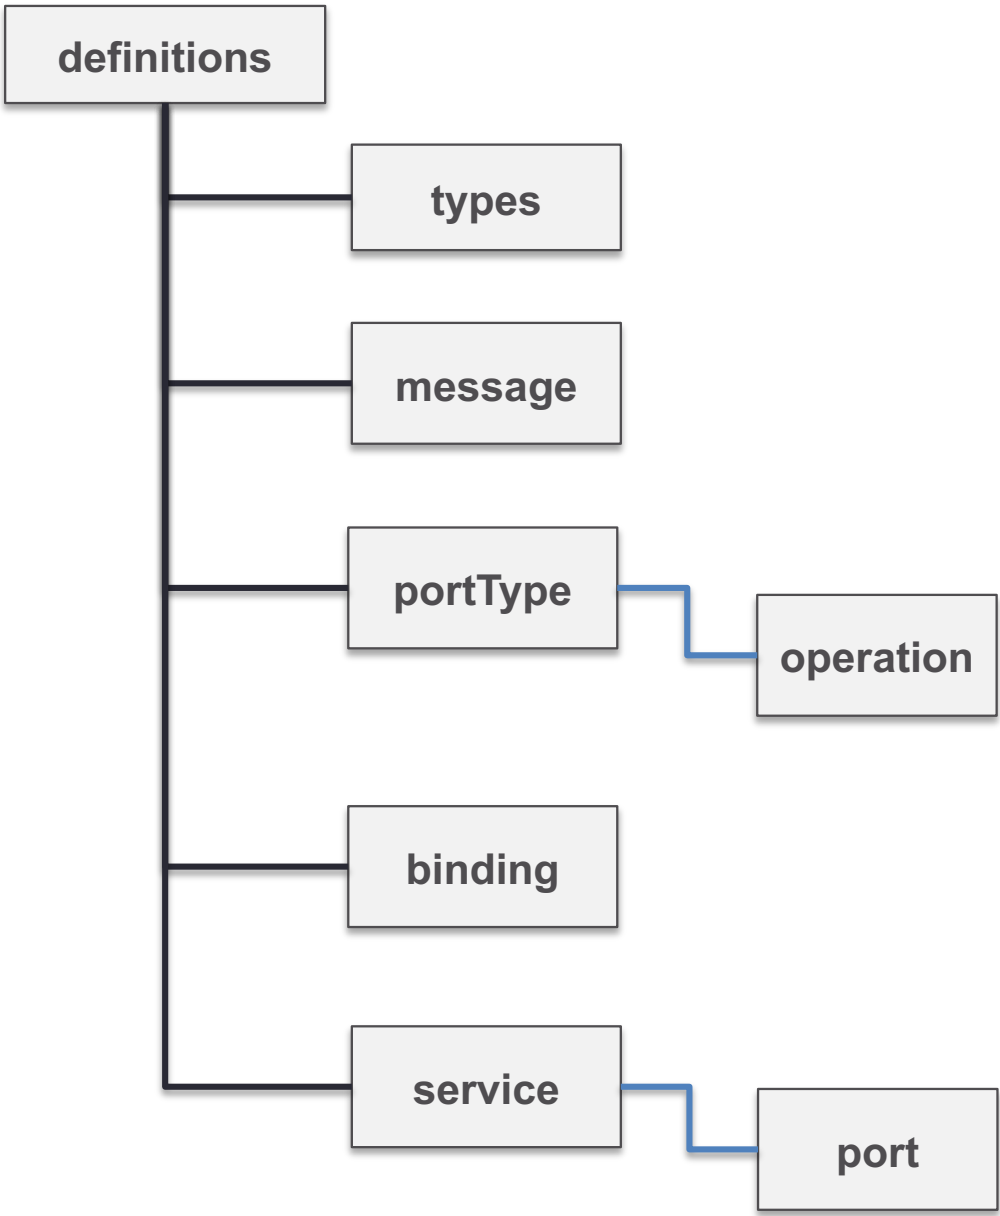 definitions
types
message
portType
operation
binding
service
port